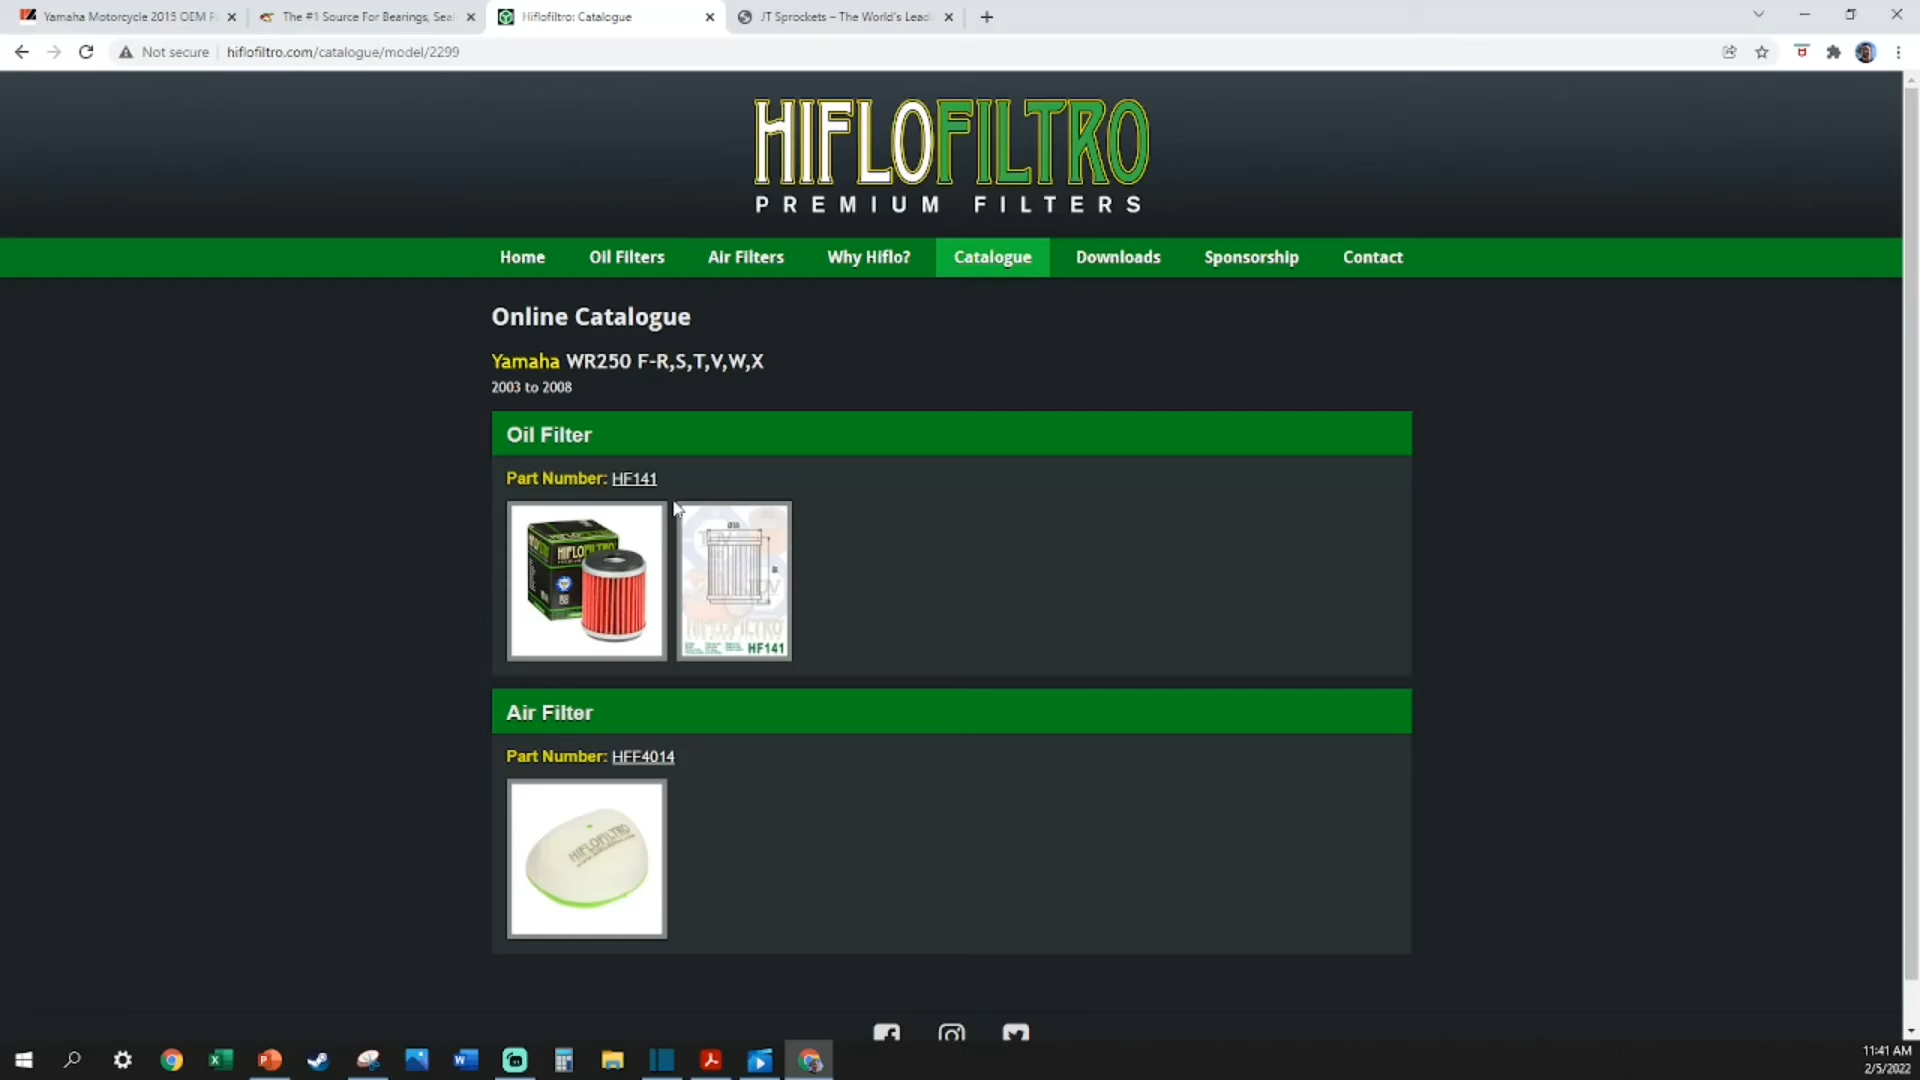 Yamaha Motorcycle 2015 OEM P
The #1 Source For Bearings, Seal
Hiflofiltro: Catalogue
JT Sprockets – The World's Leadi
Not secure
hiflofiltro.com/catalogue/model/2299
HIFLOFILTRO
PREMIUM FILTERS
Home
Oil Filters
Air Filters
Why Hiflo?
Catalogue
Downloads
Sponsorship
Contact
Online Catalogue
Yamaha WR250 F-R,S,T,V,W,X
2003 to 2008
Oil Filter
Part Number: HF141
HIFLOFILTRO
HIFLOFILTRO
HF141
Air Filter
Part Number: HFF4014
HIFLOFILTRO
11:41 AM
2/5/2022